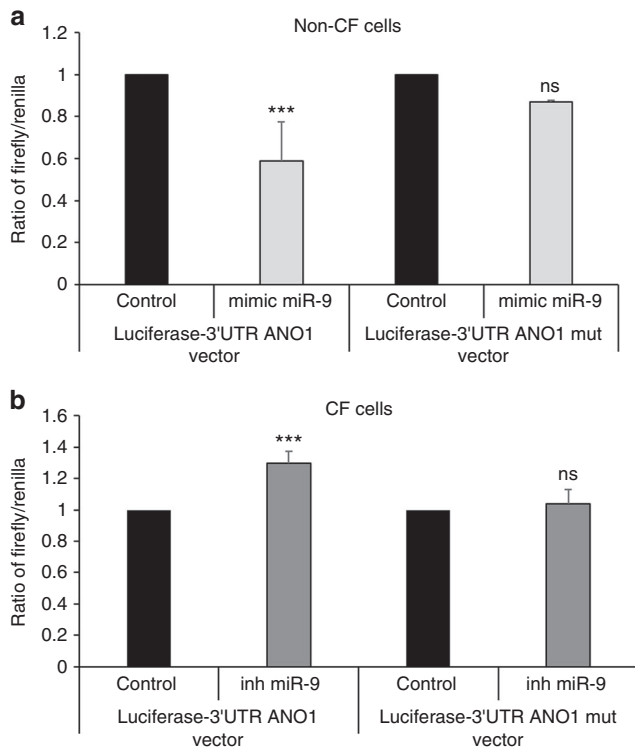 a
Non-CF cells
Ratio of firefly/renilla
1.2
1
0.8
0.6
0.4
0.2
0
***
ns
Control
mimic miR-9
Control
mimic miR-9
Luciferase-3'UTR ANO1
vector
Luciferase-3'UTR ANO1 mut
vector
b
CF cells
Ratio of firefly/renilla
1.6
1.4
1.2
1
0.8
0.6
0.4
0.2
0
***
ns
Control
inh miR-9
Control
inh miR-9
Luciferase-3'UTR ANO1
vector
Luciferase-3'UTR ANO1 mut
vector